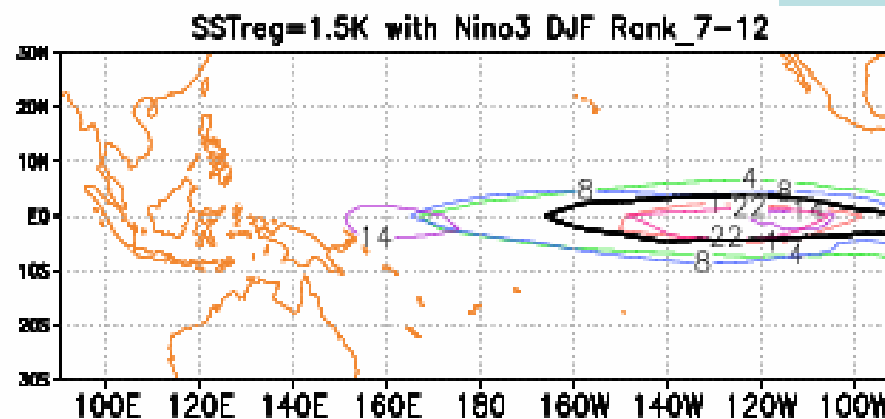 SSTreg=1.5K with Nino3 DJF Rank_7-12
30N
20N
10N
EQ
10S
20S
30S
4
8
8
22
14
22
1
4
8
100E 120E 140E 160E 180 160W 140W 120W 100W